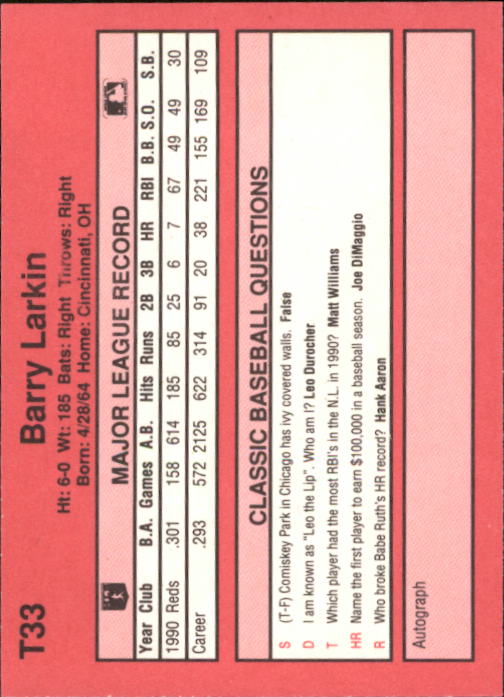 T33
Barry Larkin
Ht: 6-0 Wt: 185 Bats: Right Throws: Right
Born: 4/28/64 Home: Cincinnati, OH
MAJOR LEAGUE RECORD
Year Club B.A. Games A.B. Hits Runs 2B 3B HR RBI B.B. S.O. S.B.
1990 Reds .301 158 614 185 85 25 6 7 67 49 49 30
Career .293 572 2125 622 314 91 20 38 221 155 169 109
CLASSIC BASEBALL QUESTIONS
S (T-F) Comiskey Park in Chicago has ivy covered walls. False
D I am known as "Leo the Lip". Who am I? Leo Durocher
T Which player had the most RBI's in the N.L. in 1990? Matt Williams
HR Name the first player to earn $100,000 in a baseball season. Joe DiMaggio
R Who broke Babe Ruth's HR record? Hank Aaron
Autograph